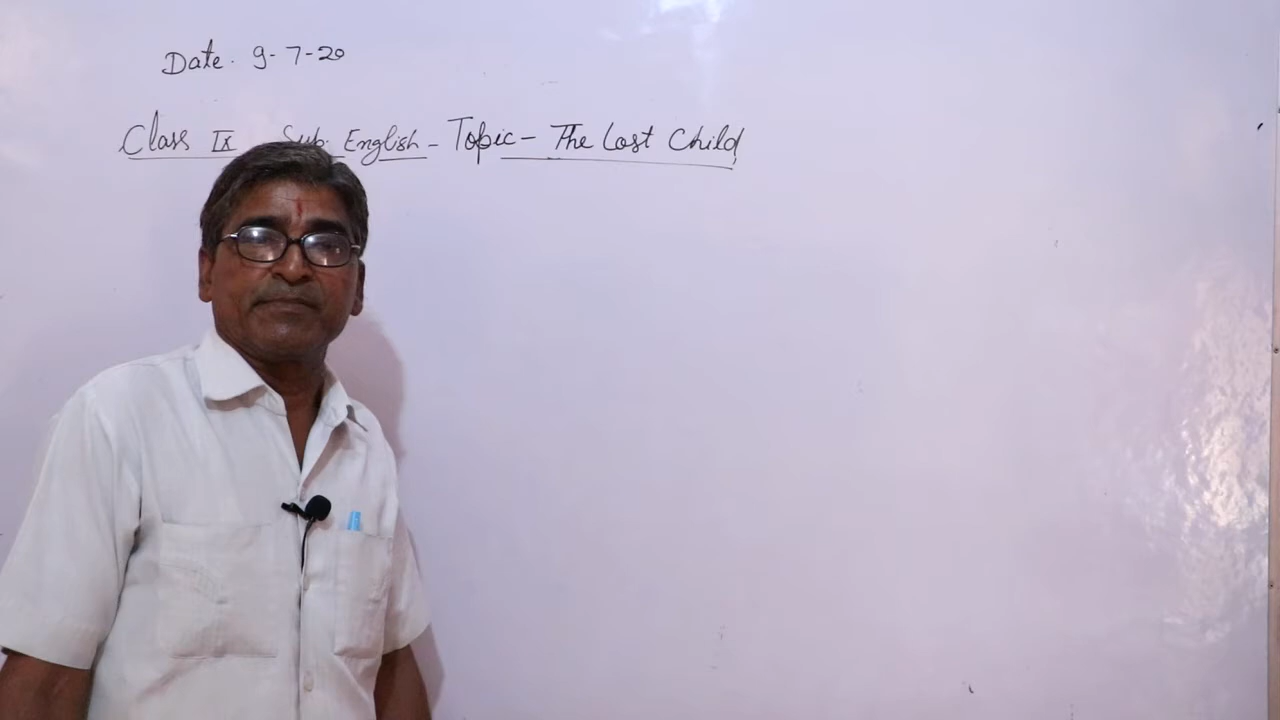 Date. 9-7-20
Class IX Sub. English - Topic - The Lost Child